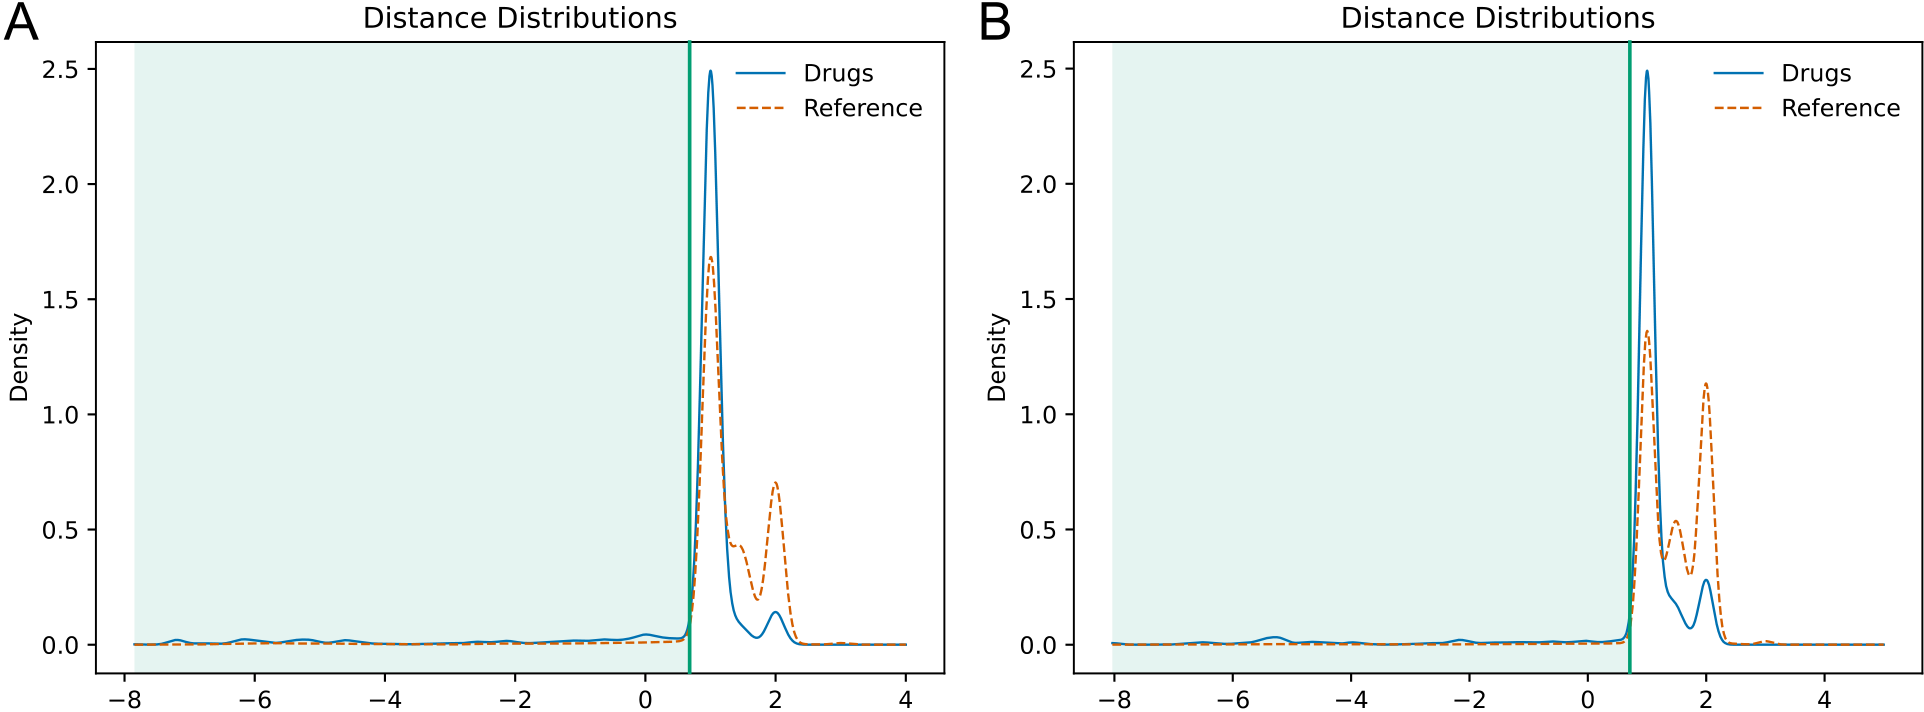 A
Distance Distributions
Drugs
Reference
Density
2.5
2.0
1.5
1.0
0.5
0.0
−8
−6
−4
−2
0
2
4
B
Distance Distributions
Drugs
Reference
Density
2.5
2.0
1.5
1.0
0.5
0.0
−8
−6
−4
−2
0
2
4